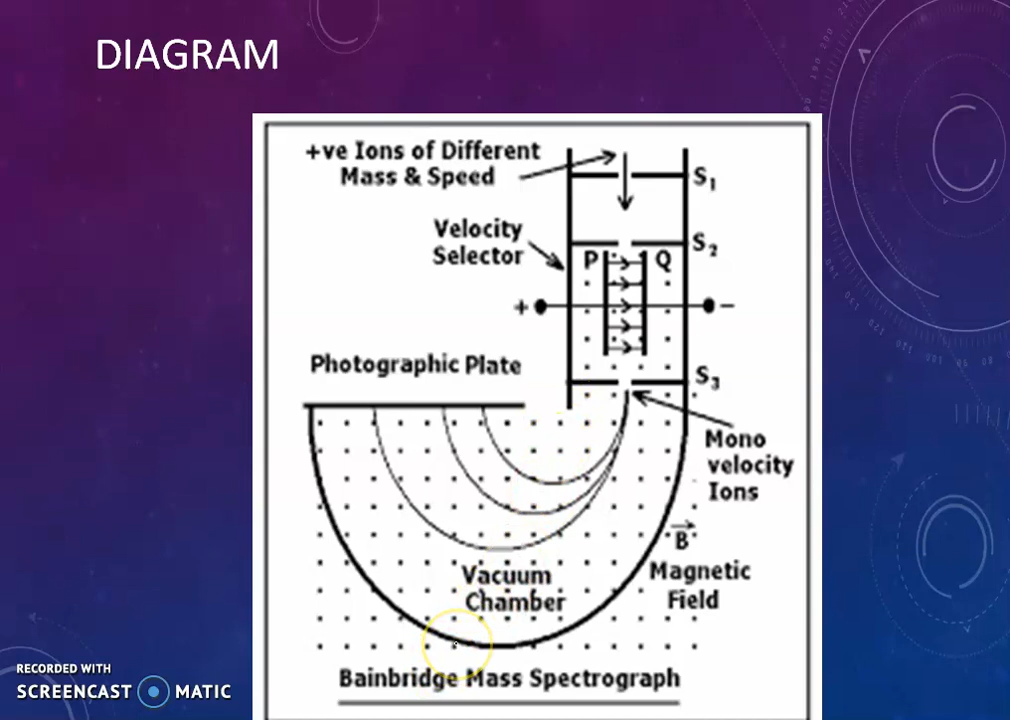 DIAGRAM
+ve Ions of Different
Mass & Speed
S1
Velocity
Selector
S2
P
Q
+
−
Photographic Plate
S3
Mono
velocity
Ions
B
Magnetic
Field
Vacuum
Chamber
Bainbridge Mass Spectrograph
RECORDED WITH
SCREENCAST MATIC